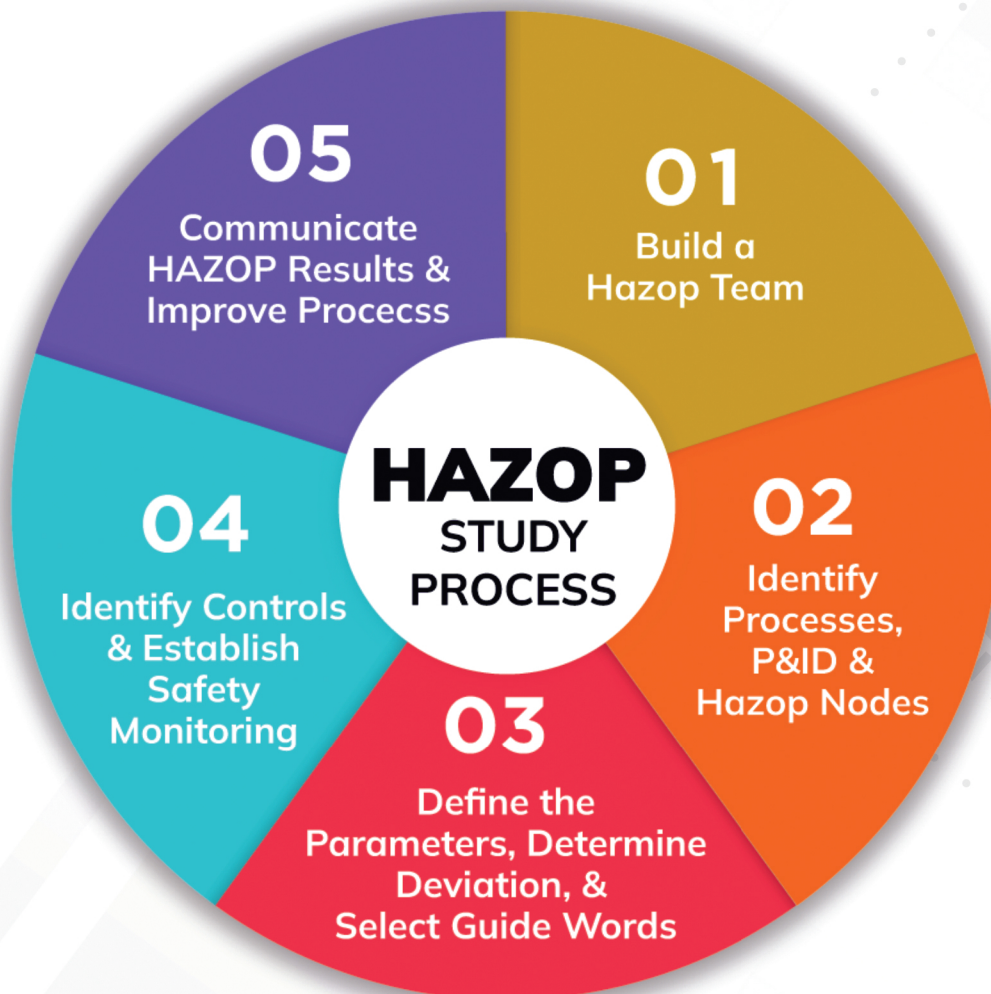 HAZOP
STUDY
PROCESS
01
Build a
Hazop Team
02
Identify
Processes,
P&ID &
Hazop Nodes
03
Define the
Parameters, Determine
Deviation, &
Select Guide Words
04
Identify Controls
& Establish
Safety
Monitoring
05
Communicate
HAZOP Results &
Improve Procecss